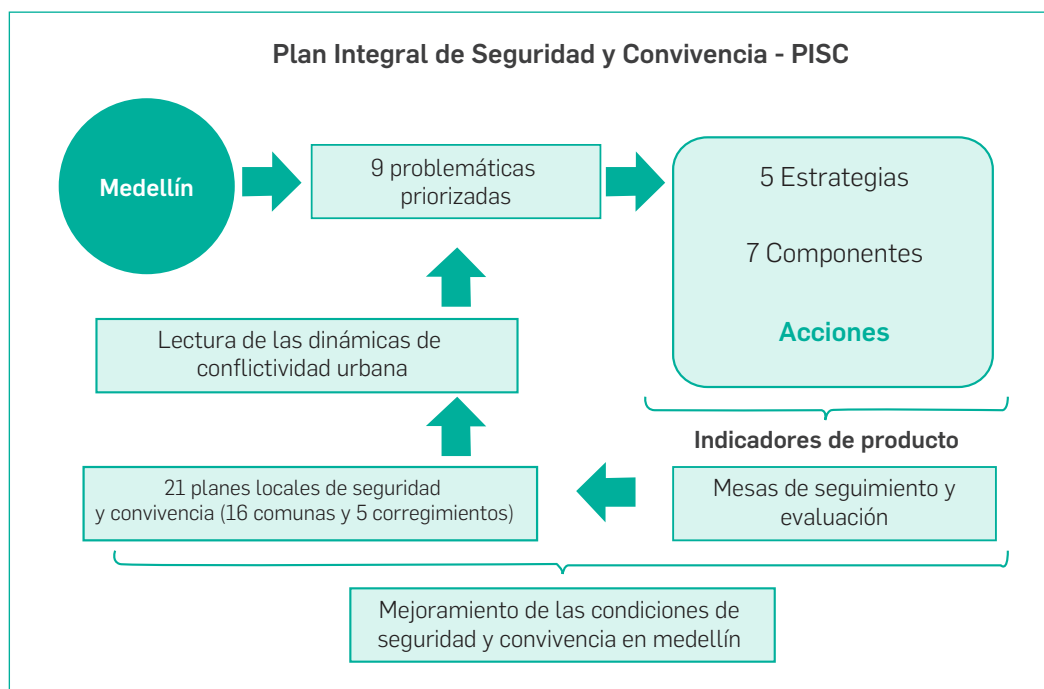 Plan Integral de Seguridad y Convivencia - PISC
Medellín
9 problemáticas
priorizadas
5 Estrategias
7 Componentes
Acciones
Lectura de las dinámicas de
conflictividad urbana
Indicadores de producto
21 planes locales de seguridad
y convivencia (16 comunas y 5 corregimientos)
Mesas de seguimiento y
evaluación
Mejoramiento de las condiciones de
seguridad y convivencia en medellín